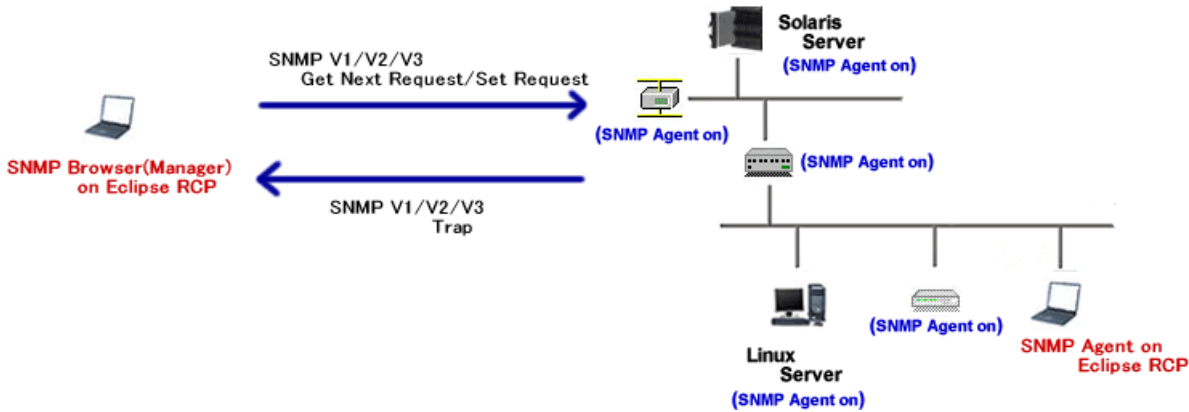 SNMP V1/V2/V3
Get Next Request/Set Request
SNMP Browser(Manager)
on Eclipse RCP
SNMP V1/V2/V3
Trap
Solaris
Server
(SNMP Agent on)
(SNMP Agent on)
(SNMP Agent on)
Linux
Server
(SNMP Agent on)
(SNMP Agent on)
SNMP Agent on
Eclipse RCP